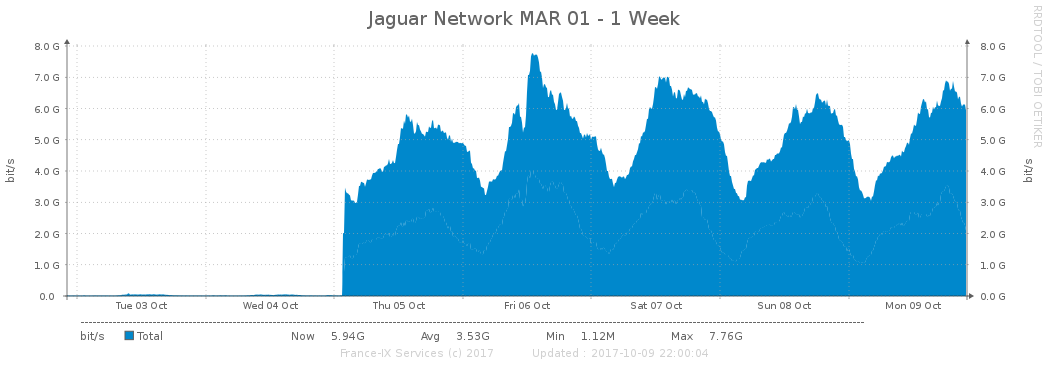 Jaguar Network MAR 01 - 1 Week
RRDTOOL / TOBI OETIKER
bit/s
8.0 G 8.0 G
7.0 G 7.0 G
6.0 G 6.0 G
5.0 G 5.0 G
4.0 G 4.0 G
3.0 G 3.0 G
2.0 G 2.0 G
1.0 G 1.0 G
0.0 0.0 G
bit/s
Tue 03 Oct Wed 04 Oct Thu 05 Oct Fri 06 Oct Sat 07 Oct Sun 08 Oct Mon 09 Oct
bit/s Total Now 5.94G Avg 3.53G Min 1.12M Max 7.76G
France-IX Services (c) 2017 Updated : 2017-10-09 22:00:04